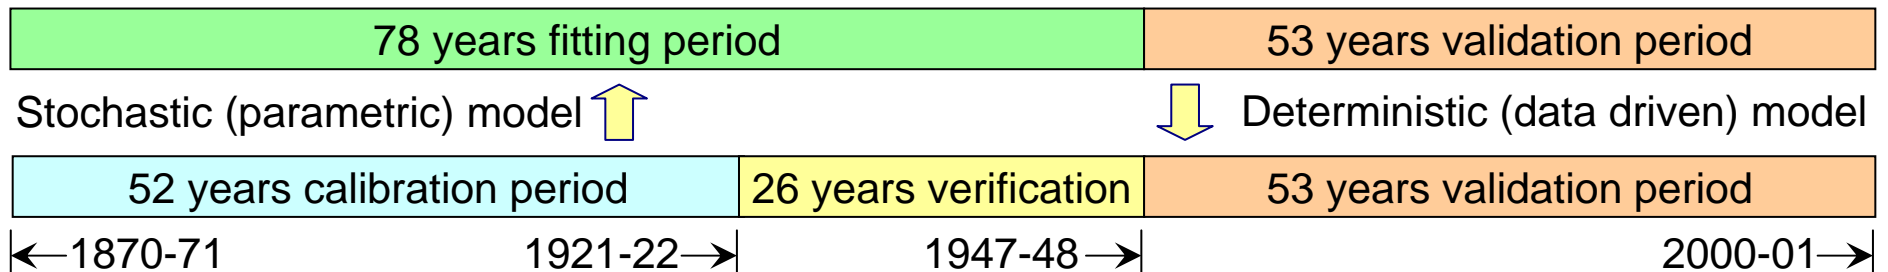 78 years fitting period 53 years validation period
Stochastic (parametric) model Deterministic (data driven) model
52 years calibration period 26 years verification 53 years validation period
1870-71 1921-22 1947-48 2000-01